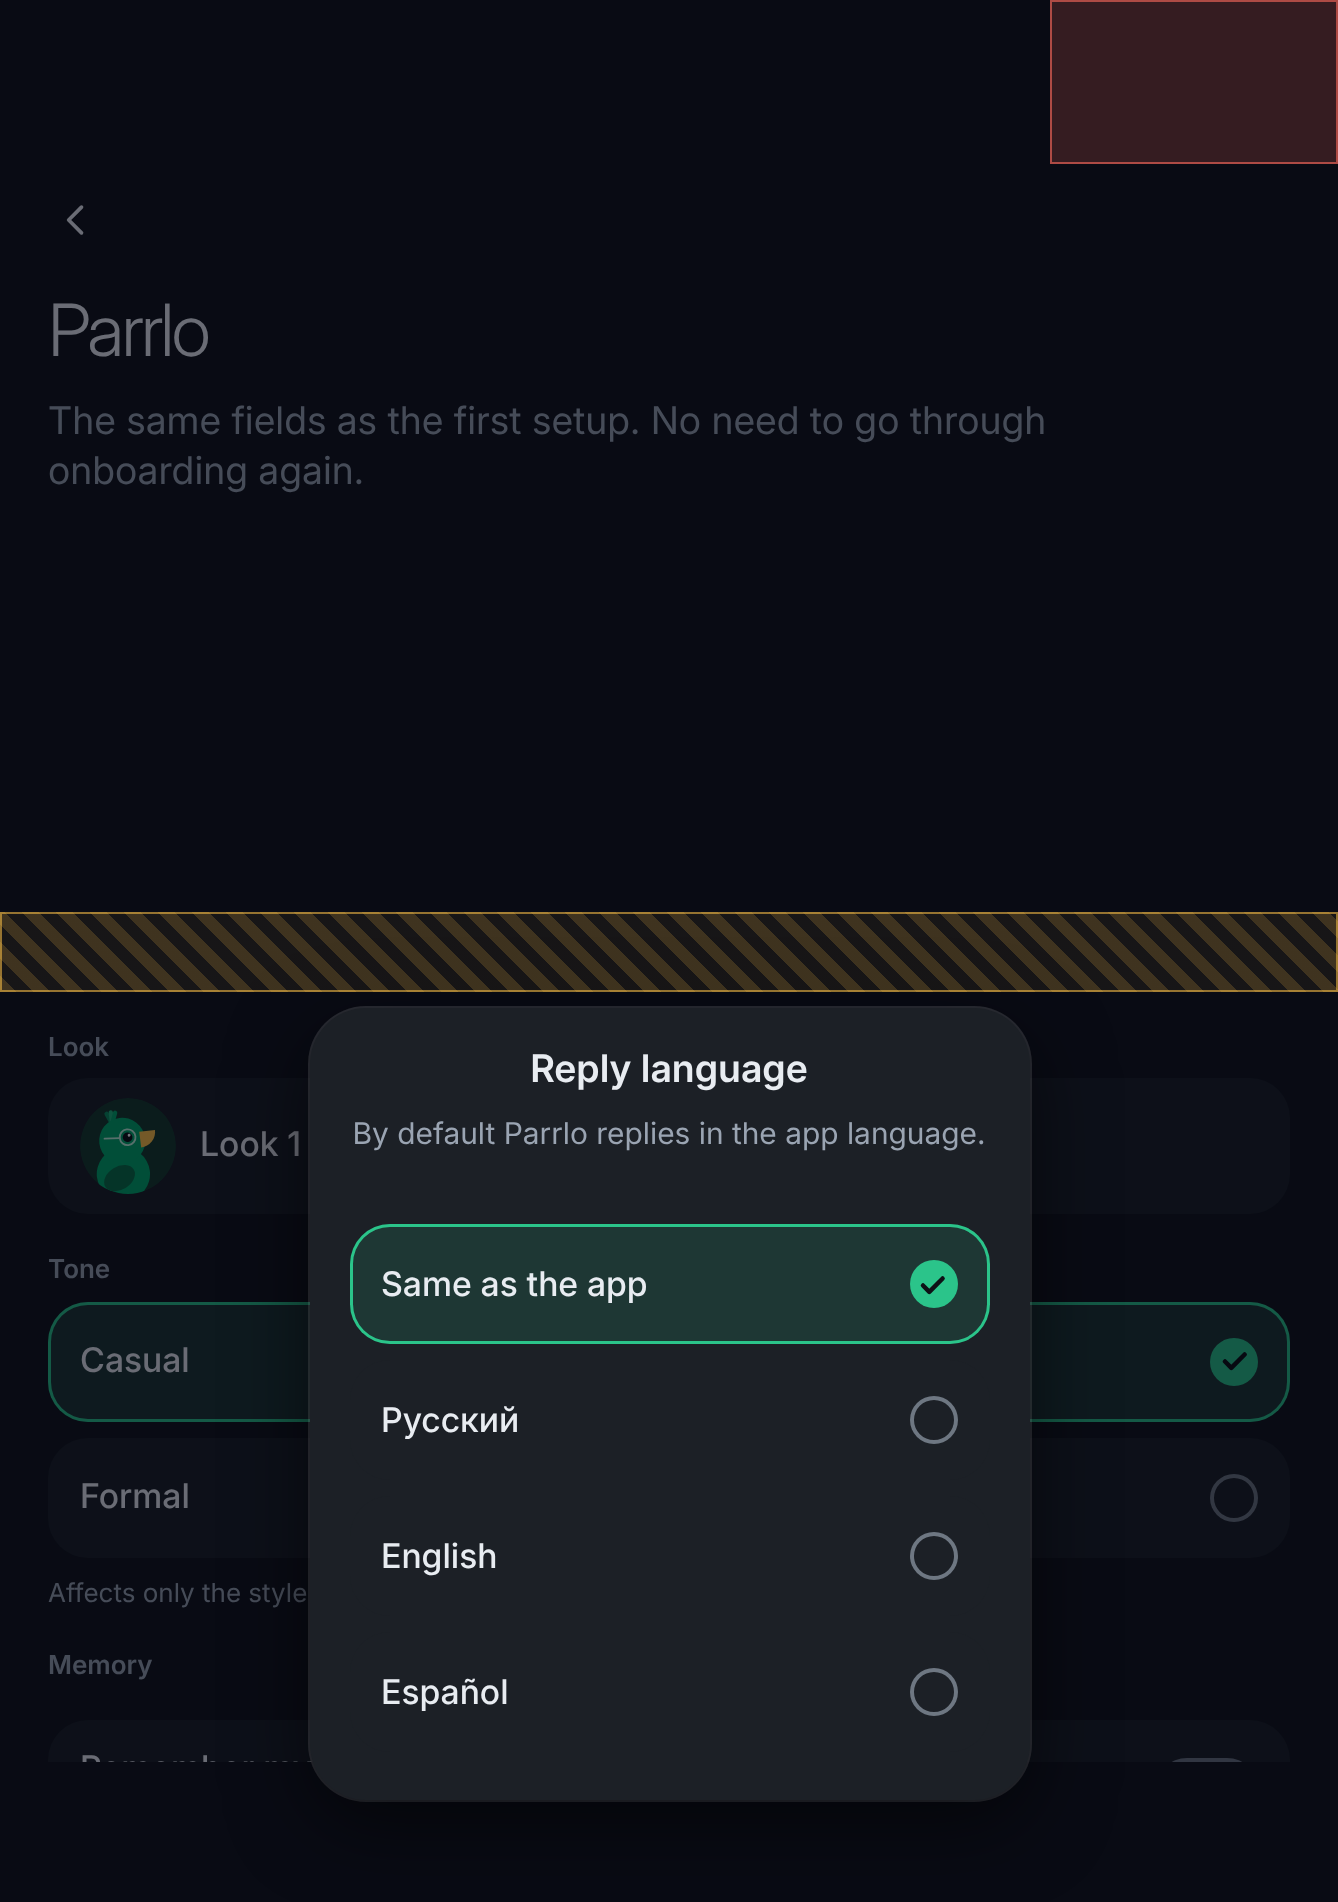 Parrlo
The same fields as the first setup. No need to go through
onboarding again.
Look
Look 1
Tone
Casual
Formal
Affects only the style
Memory
Reply language
By default Parrlo replies in the app language.
Same as the app
Русский
English
Español